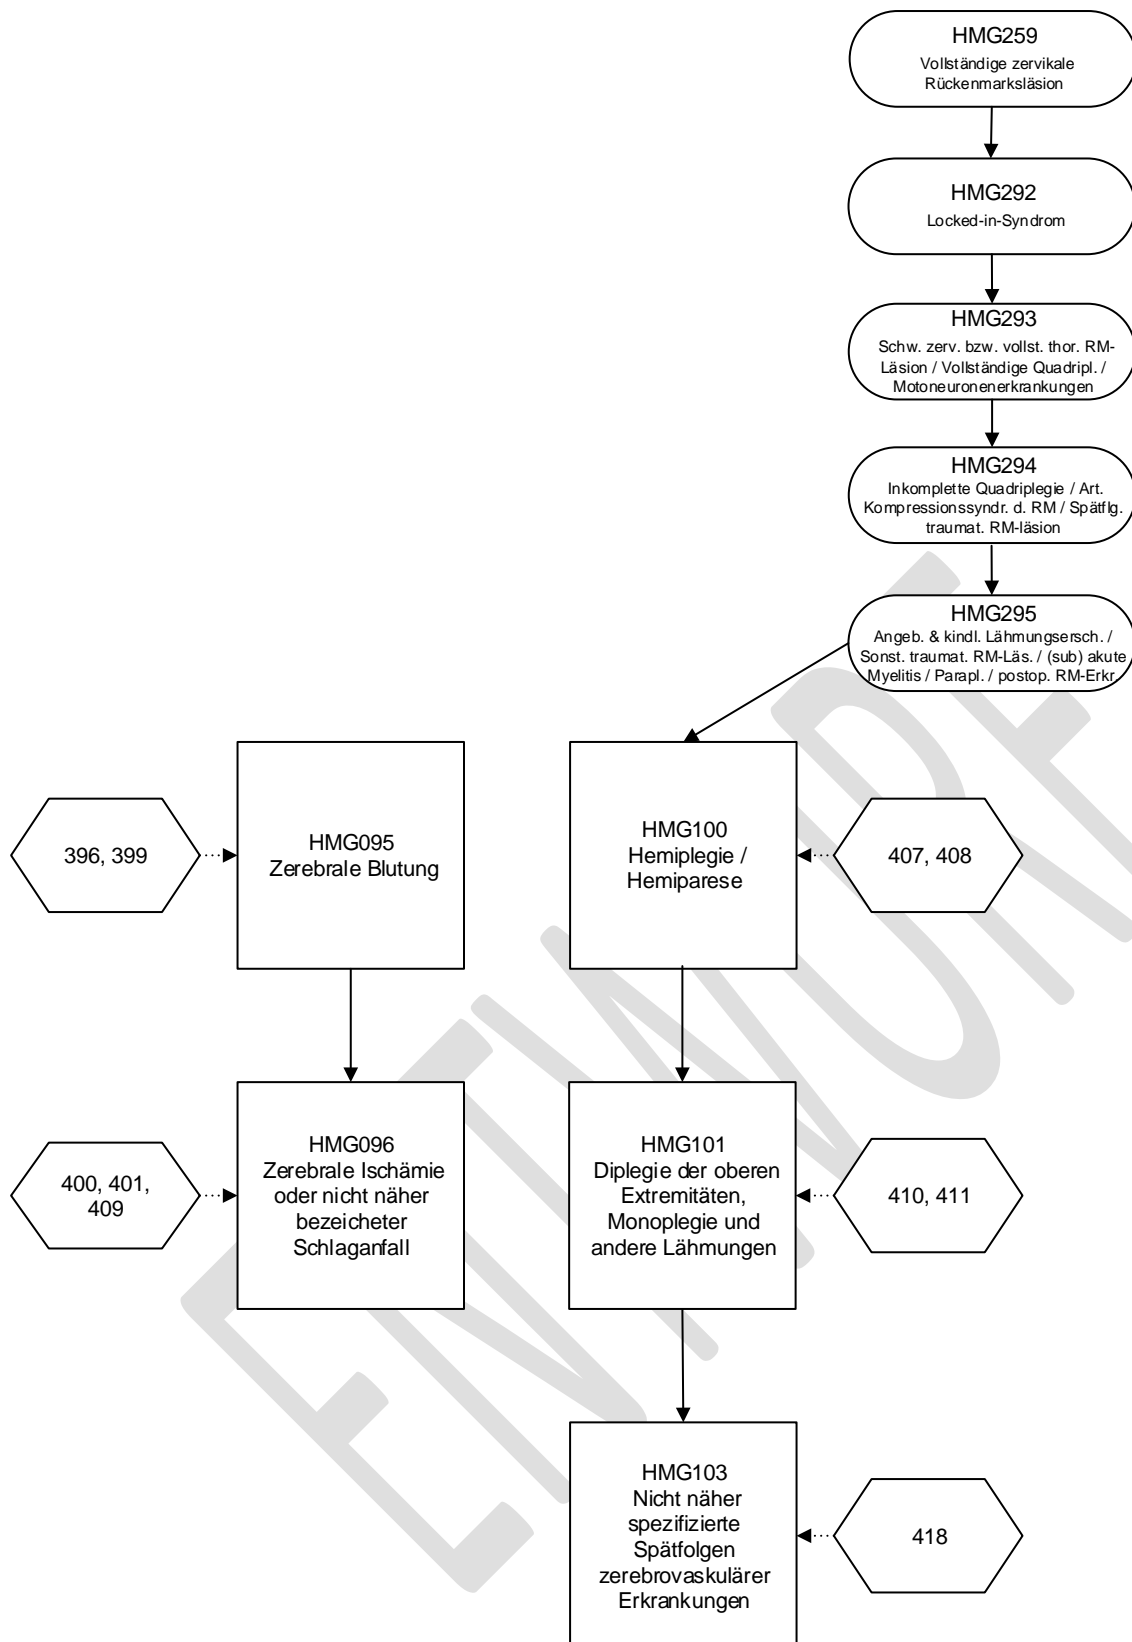 HMG259
Vollständige zervikale
Rückenmarksläsion
HMG292
Locked-in-Syndrom
HMG293
Schw. zerv. bzw. vollst. thor. RM-
Läsion / Vollständige Quadripl. /
Motoneuronenerkrankungen
HMG294
Inkomplette Quadriplegie / Art.
Kompressionssyndr. d. RM / Spätflg.
traumat. RM-läsion
HMG295
Angeb. & kindl. Lähmungsersch. /
Sonst. traumat. RM-Läs. / (sub) akute
Myelitis / Parapl. / postop. RM-Erkr.
396, 399
HMG095
Zerebrale Blutung
HMG100
Hemiplegie /
Hemiparese
407, 408
400, 401,
409
HMG096
Zerebrale Ischämie
oder nicht näher
bezeicheter
Schlaganfall
HMG101
Diplegie der oberen
Extremitäten,
Monoplegie und
andere Lähmungen
410, 411
HMG103
Nicht näher
spezifizierte
Spätfolgen
zerebrovaskulärer
Erkrankungen
418
ENTWURF